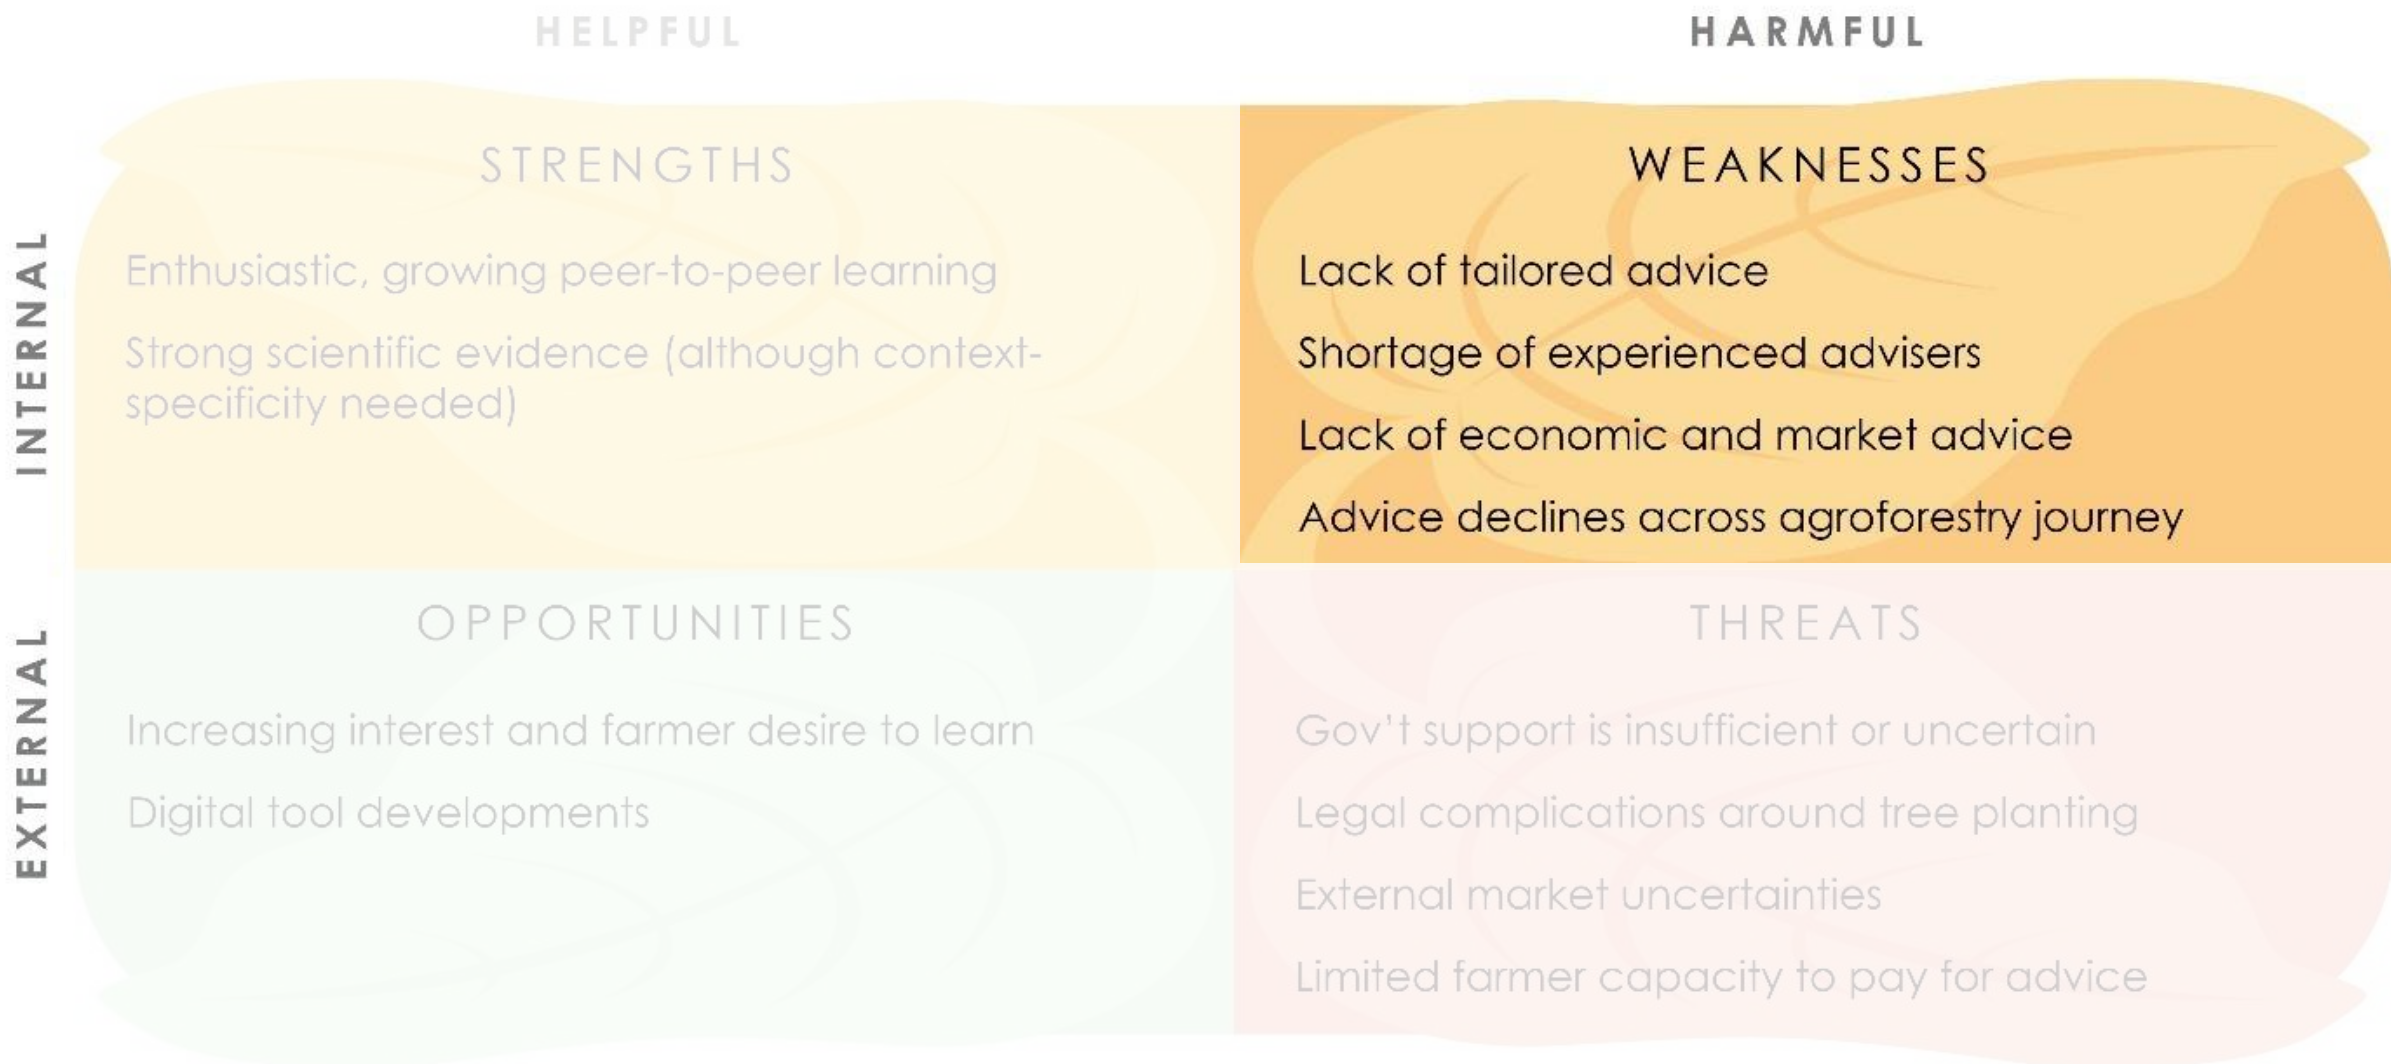 HELPFUL
HARMFUL
INTERNAL
STRENGTHS
Enthusiastic, growing peer-to-peer learning
Strong scientific evidence (although context-
specificity needed)
WEAKNESSES
Lack of tailored advice
Shortage of experienced advisers
Lack of economic and market advice
Advice declines across agroforestry journey
EXTERNAL
OPPORTUNITIES
Increasing interest and farmer desire to learn
Digital tool developments
THREATS
Gov't support is insufficient or uncertain
Legal complications around tree planting
External market uncertainties
Limited farmer capacity to pay for advice